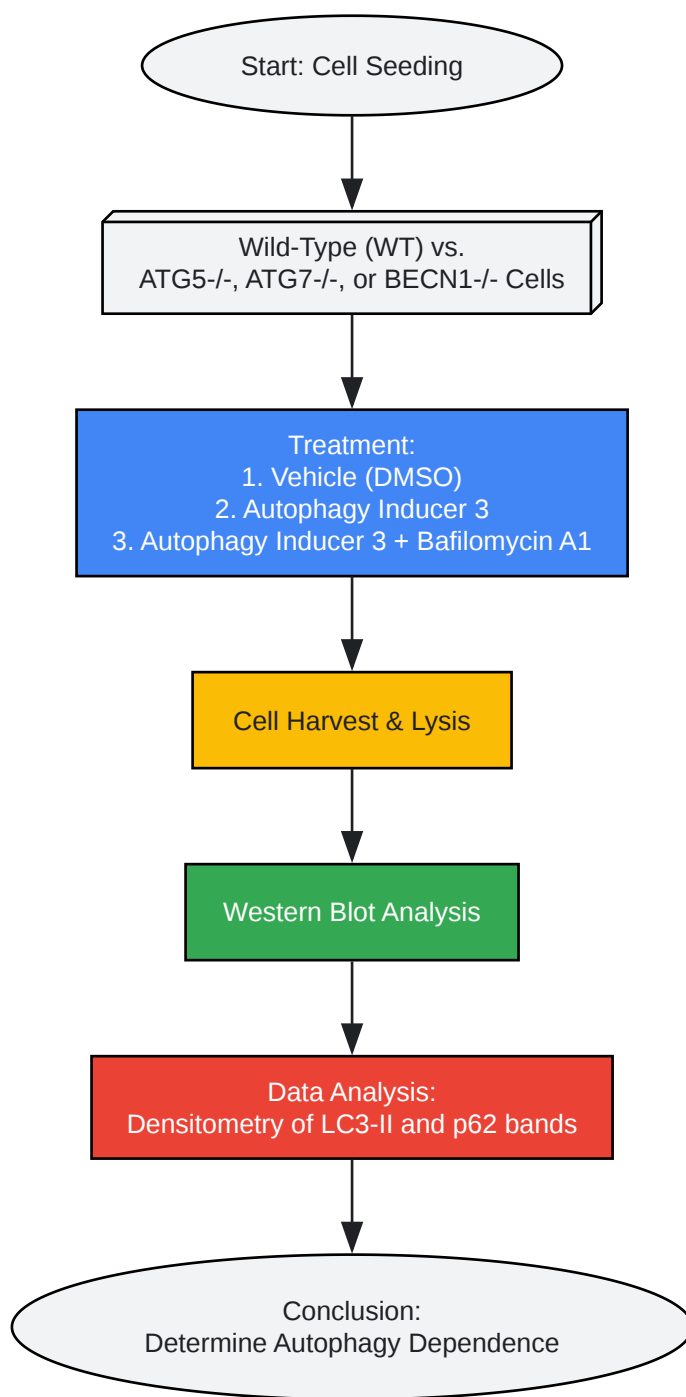 Start: Cell Seeding
Wild-Type (WT) vs.
ATG5-/-, ATG7-/-, or BECN1-/- Cells
Treatment:
1. Vehicle (DMSO)
2. Autophagy Inducer 3
3. Autophagy Inducer 3 + Bafilomycin A1
Cell Harvest & Lysis
Western Blot Analysis
Data Analysis:
Densitometry of LC3-II and p62 bands
Conclusion:
Determine Autophagy Dependence